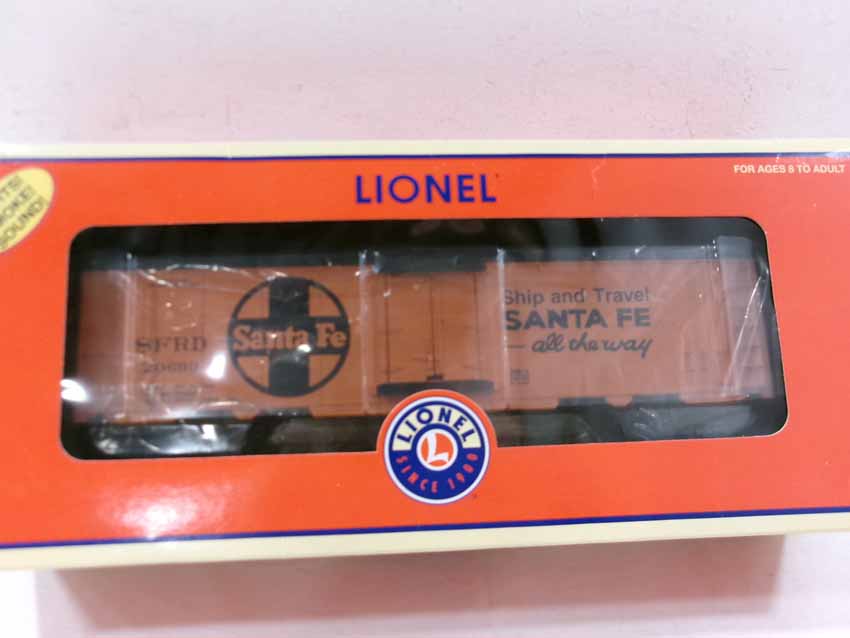 LIONEL
FOR AGES 8 TO ADULT
SOUND!
Santa Fe
SFRD
Ship and Travel
SANTA FE
all the way
LIONEL
L
SINCE 1900